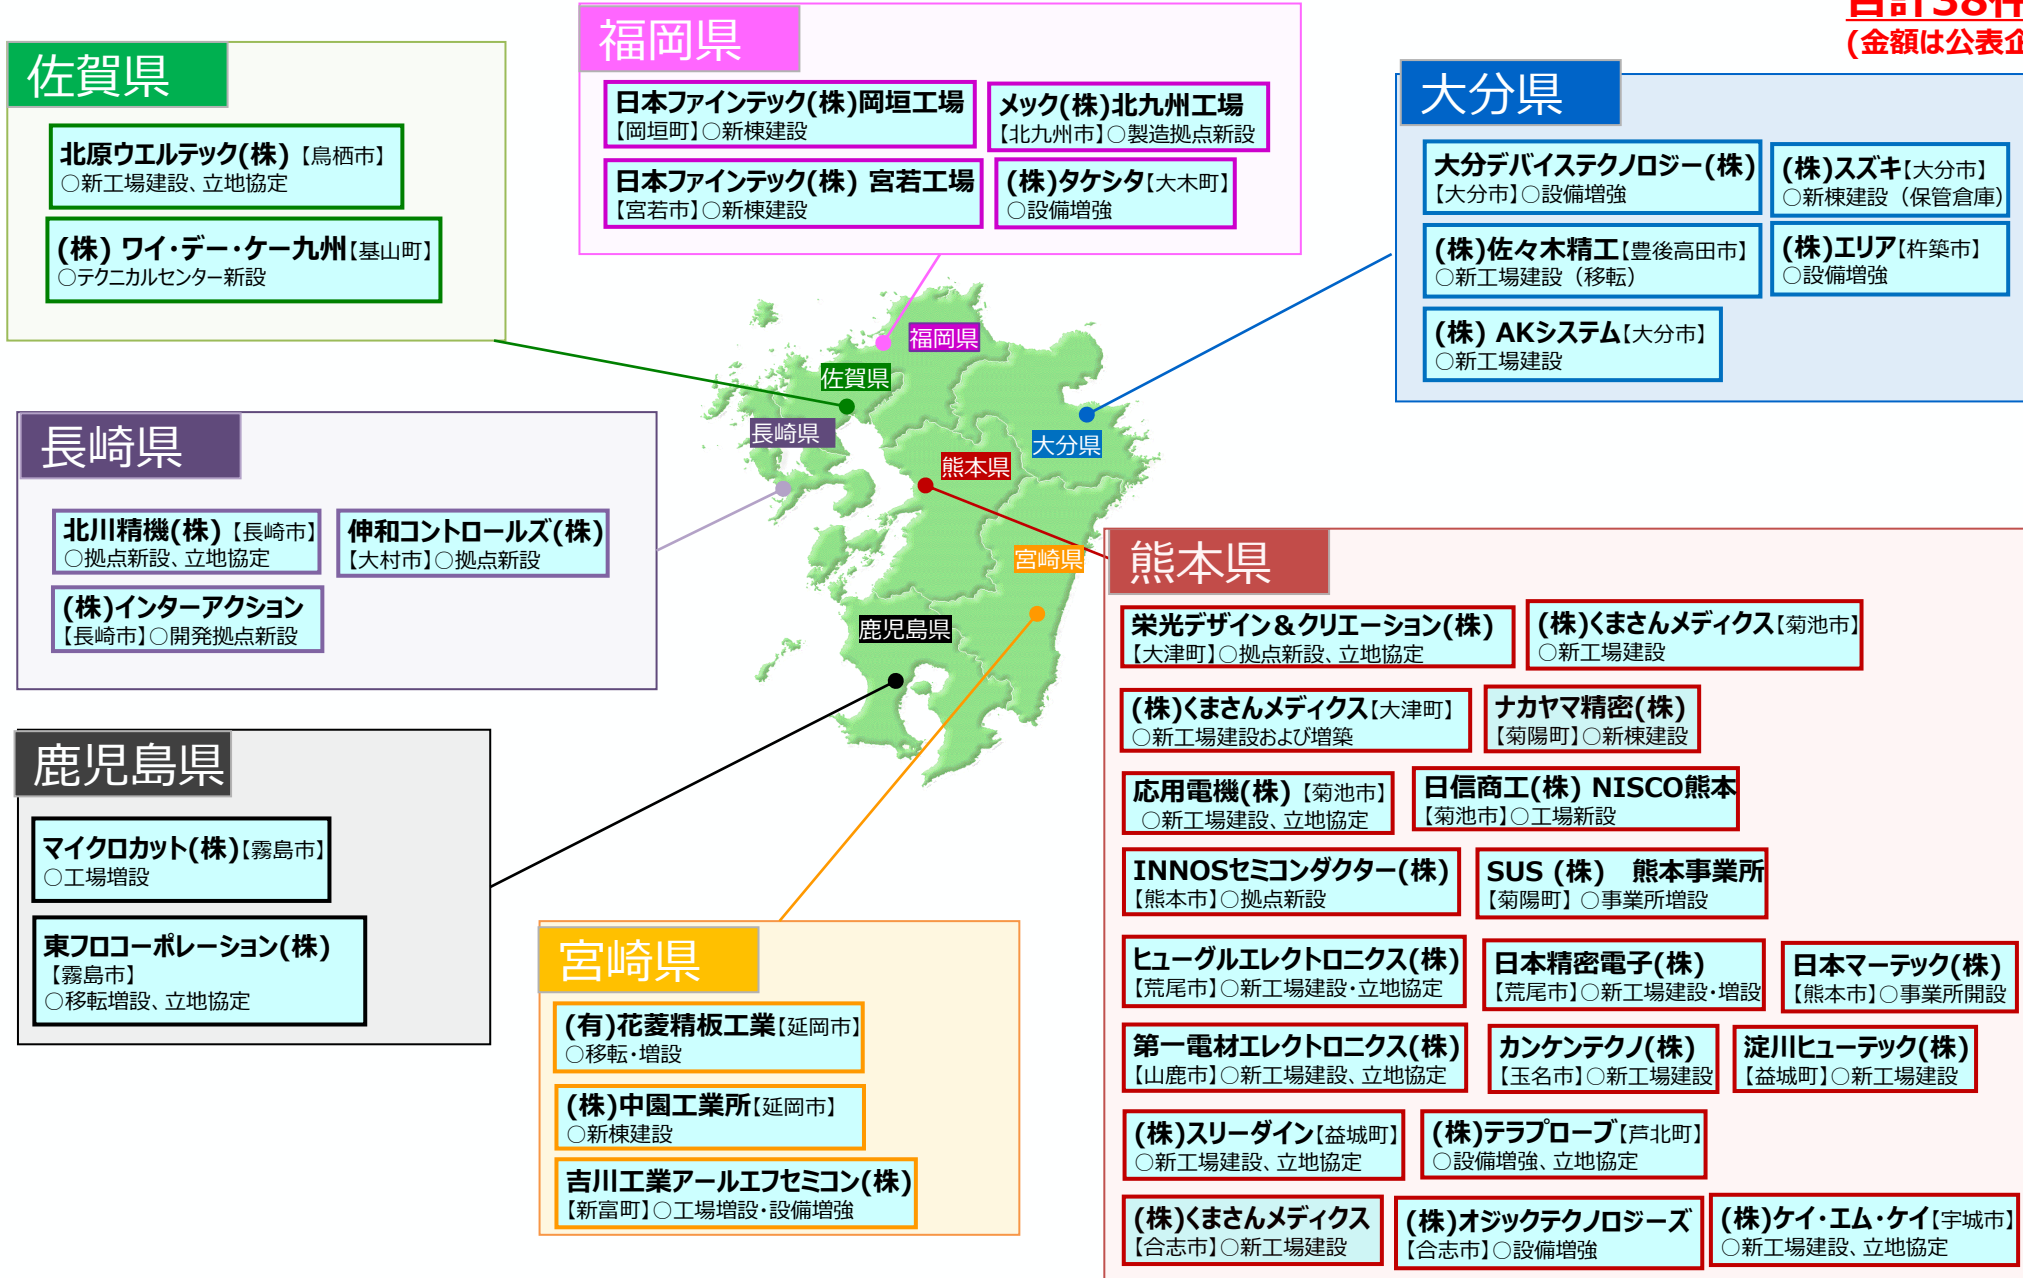 合計38件
(金額は公表企
佐賀県
北原ウエルテック(株)【鳥栖市】
○新工場建設、立地協定
(株) ワイ・デー・ケー九州【基山町】
○テクニカルセンター新設
福岡県
日本ファインテック(株)岡垣工場
【岡垣町】○新棟建設
メック(株)北九州工場
【北九州市】○製造拠点新設
日本ファインテック(株) 宮若工場
【宮若市】○新棟建設
(株)タケシタ【大木町】
○設備増強
大分県
大分デバイステクノロジー(株)
【大分市】○設備増強
(株)スズキ【大分市】
○新棟建設（保管倉庫）
(株)佐々木精工【豊後高田市】
○新工場建設（移転）
(株)エリア【杵築市】
○設備増強
(株) AKシステム【大分市】
○新工場建設
福岡県
佐賀県
長崎県
大分県
熊本県
宮崎県
鹿児島県
長崎県
北川精機(株)【長崎市】
○拠点新設、立地協定
伸和コントロールズ(株)
【大村市】○拠点新設
(株)インターアクション
【長崎市】○開発拠点新設
鹿児島県
マイクロカット(株)【霧島市】
○工場増設
東フロコーポレーション(株)
【霧島市】
○移転増設、立地協定
宮崎県
(有)花菱精板工業【延岡市】
○移転・増設
(株)中園工業所【延岡市】
○新棟建設
吉川工業アールエフセミコン(株)
【新富町】○工場増設・設備増強
熊本県
栄光デザイン＆クリエーション(株)
【大津町】○拠点新設、立地協定
(株)くまさんメディクス【菊池市】
○新工場建設
(株)くまさんメディクス【大津町】
○新工場建設および増築
ナカヤマ精密(株)
【菊陽町】○新棟建設
応用電機(株)【菊池市】
○新工場建設、立地協定
日信商工(株) NISCO熊本
【菊池市】○工場新設
INNOSセミコンダクター(株)
【熊本市】○拠点新設
SUS (株)　熊本事業所
【菊陽町】○事業所増設
ヒューグルエレクトロニクス(株)
【荒尾市】○新工場建設・立地協定
日本精密電子(株)
【荒尾市】○新工場建設・増設
日本マーテック(株)
【熊本市】○事業所開設
第一電材エレクトロニクス(株)
【山鹿市】○新工場建設、立地協定
カンケンテクノ(株)
【玉名市】○新工場建設
淀川ヒューテック(株)
【益城町】○新工場建設
(株)スリーダイン【益城町】
○新工場建設、立地協定
(株)テラプローブ【芦北町】
○設備増強、立地協定
(株)くまさんメディクス
【合志市】○新工場建設
(株)オジックテクノロジーズ
【合志市】○設備増強
(株)ケイ・エム・ケイ【宇城市】
○新工場建設、立地協定